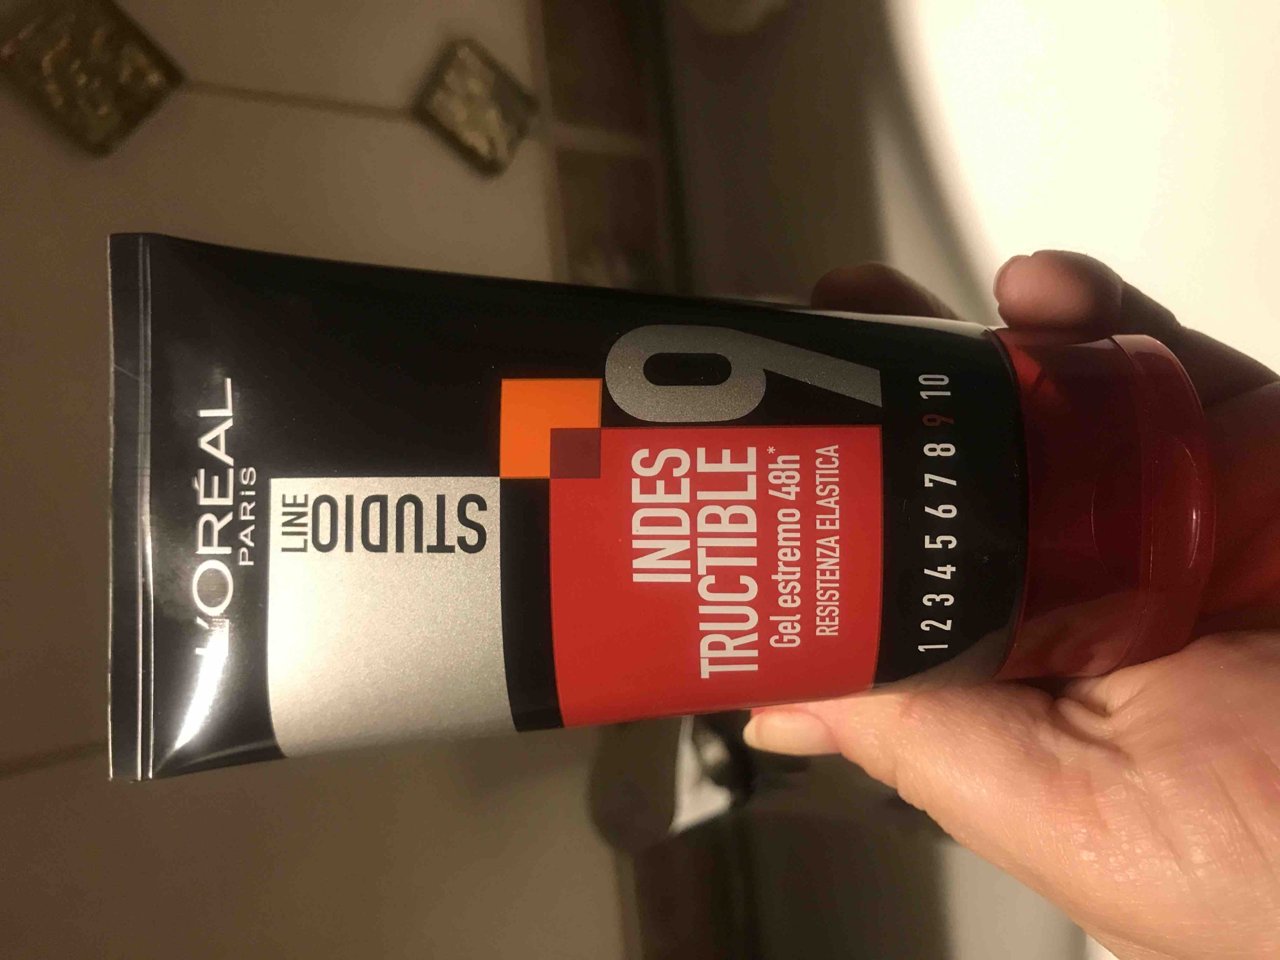 L'ORÉAL
PARIS
LINE
STUDIO
9
INDES
TRUCTIBLE
Gel estremo 48h*
RESISTENZA ELASTICA
1 2 3 4 5 6 7 8 9 10